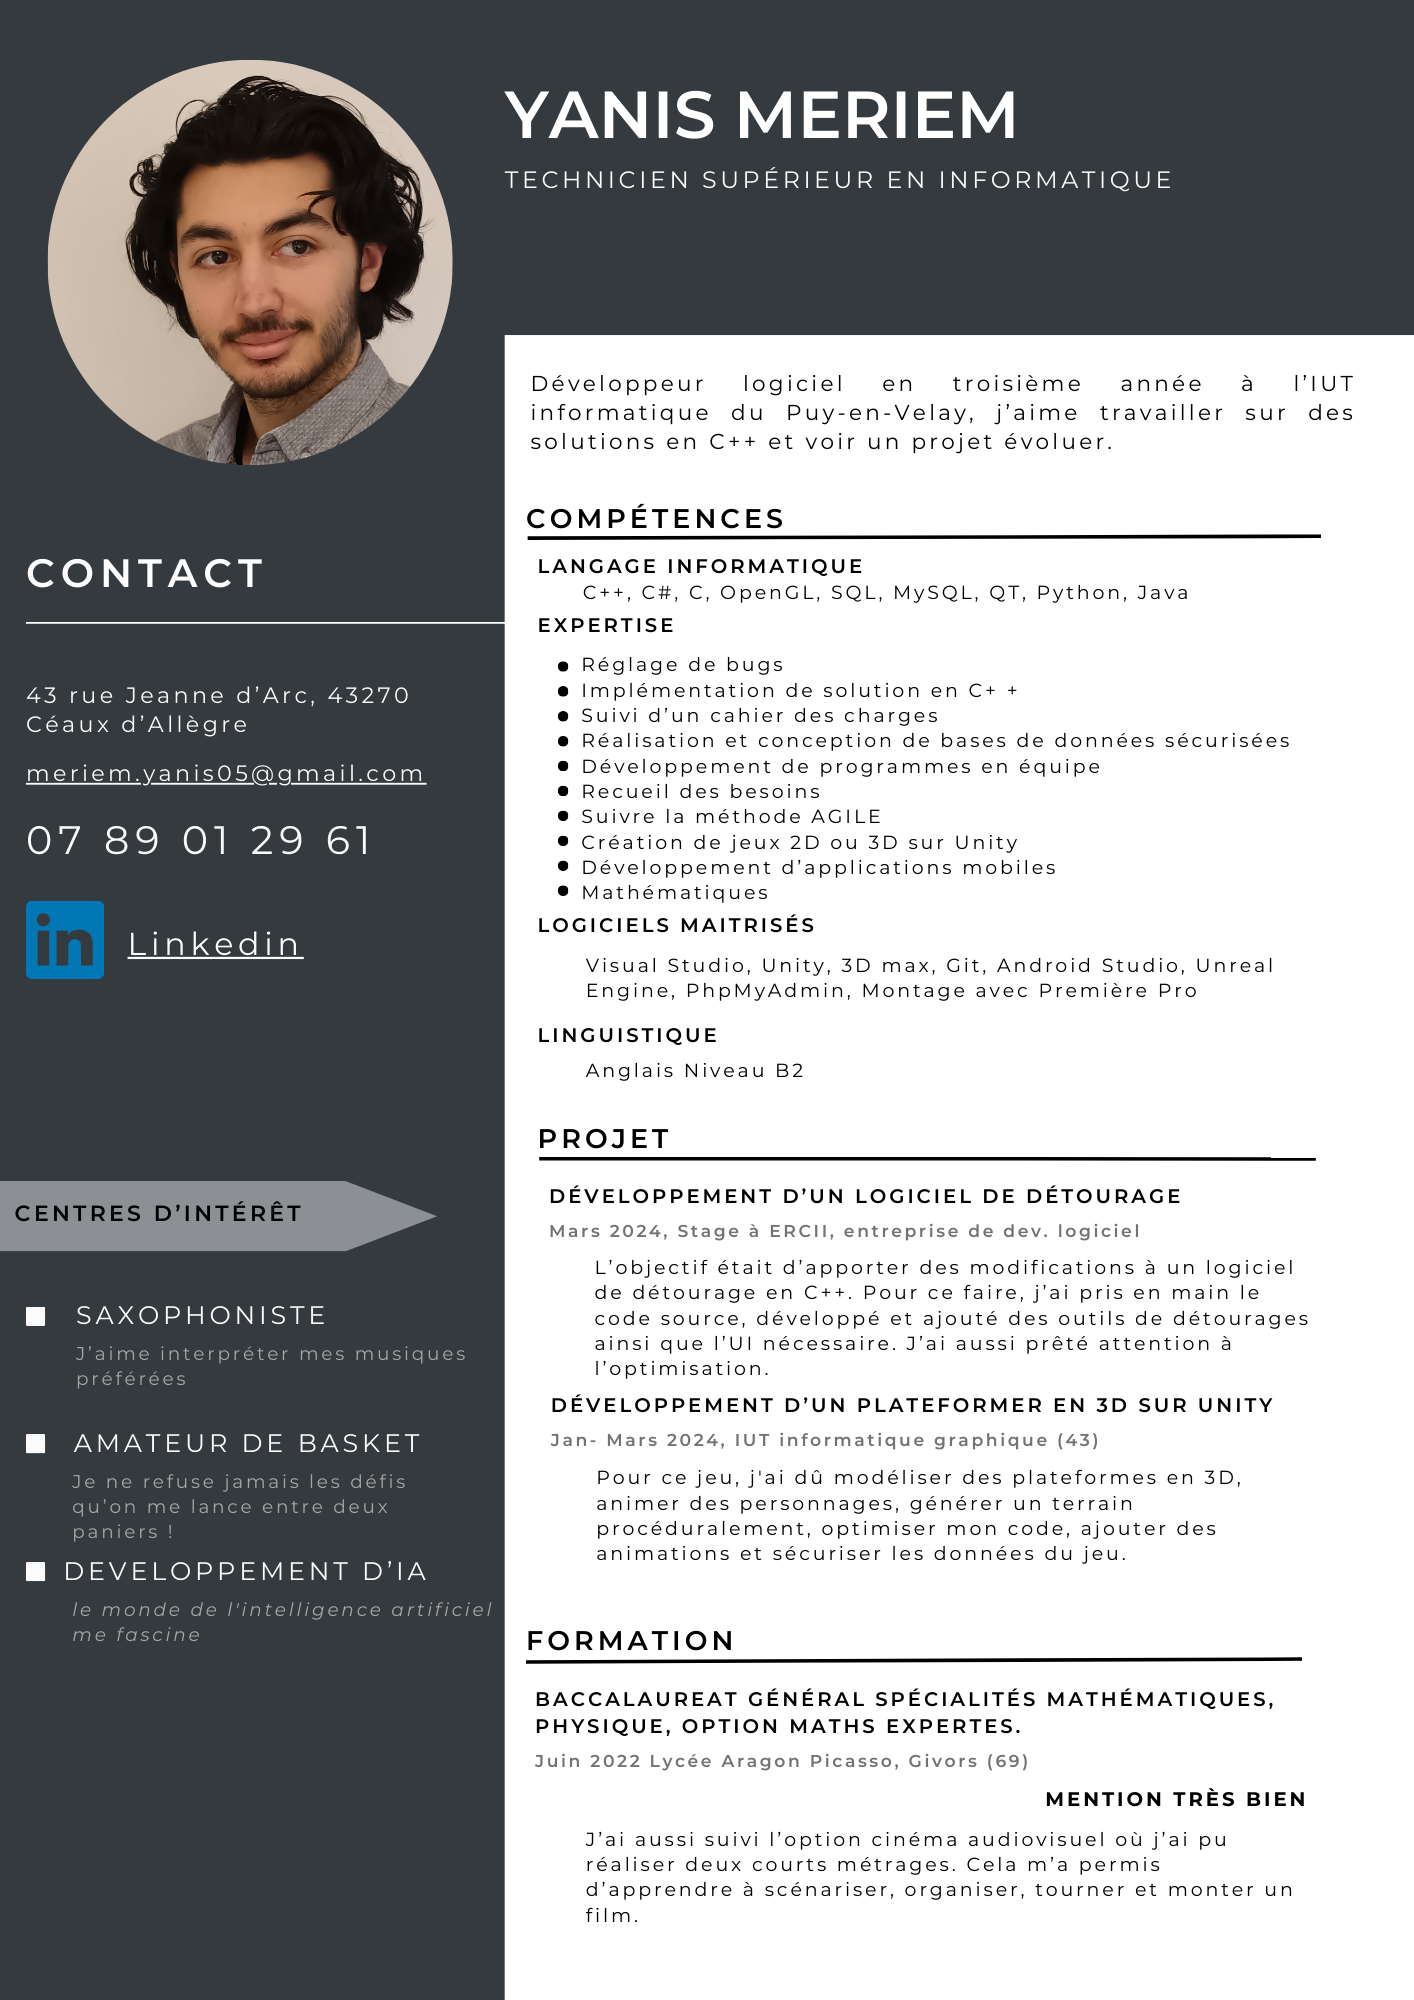 YANIS MERIEM
TECHNICIEN SUPÉRIEUR EN INFORMATIQUE
CONTACT
43 rue Jeanne d’Arc, 43270
Céaux d’Allègre
meriem.yanis05@gmail.com
07 89 01 29 61
in
Linkedin
CENTRES D’INTÉRÊT
SAXOPHONISTE
J’aime interpréter mes musiques
préférées
AMATEUR DE BASKET
Je ne refuse jamais les défis
qu’on me lance entre deux
paniers !
DEVELOPPEMENT D’IA
le monde de l'intelligence artificiel
me fascine
Développeur logiciel en troisième année à l’IUT
informatique du Puy-en-Velay, j’aime travailler sur des
solutions en C++ et voir un projet évoluer.
COMPÉTENCES
LANGAGE INFORMATIQUE
C++, C#, C, OpenGL, SQL, MySQL, QT, Python, Java
EXPERTISE
Réglage de bugs
Implémentation de solution en C+ +
Suivi d’un cahier des charges
Réalisation et conception de bases de données sécurisées
Développement de programmes en équipe
Recueil des besoins
Suivre la méthode AGILE
Création de jeux 2D ou 3D sur Unity
Développement d’applications mobiles
Mathématiques
LOGICIELS MAITRISÉS
Visual Studio, Unity, 3D max, Git, Android Studio, Unreal
Engine, PhpMyAdmin, Montage avec Première Pro
LINGUISTIQUE
Anglais Niveau B2
PROJET
DÉVELOPPEMENT D’UN LOGICIEL DE DÉTOURAGE
Mars 2024, Stage à ERCII, entreprise de dev. logiciel
L’objectif était d’apporter des modifications à un logiciel
de détourage en C++. Pour ce faire, j’ai pris en main le
code source, développé et ajouté des outils de détourages
ainsi que l’UI nécessaire. J’ai aussi prêté attention à
l’optimisation.
DÉVELOPPEMENT D’UN PLATEFORMER EN 3D SUR UNITY
Jan- Mars 2024, IUT informatique graphique (43)
Pour ce jeu, j'ai dû modéliser des plateformes en 3D,
animer des personnages, générer un terrain
procéduralement, optimiser mon code, ajouter des
animations et sécuriser les données du jeu.
FORMATION
BACCALAUREAT GÉNÉRAL SPÉCIALITÉS MATHÉMATIQUES,
PHYSIQUE, OPTION MATHS EXPERTES.
Juin 2022 Lycée Aragon Picasso, Givors (69)
MENTION TRÈS BIEN
J’ai aussi suivi l’option cinéma audiovisuel où j’ai pu
réaliser deux courts métrages. Cela m’a permis
d’apprendre à scénariser, organiser, tourner et monter un
film.